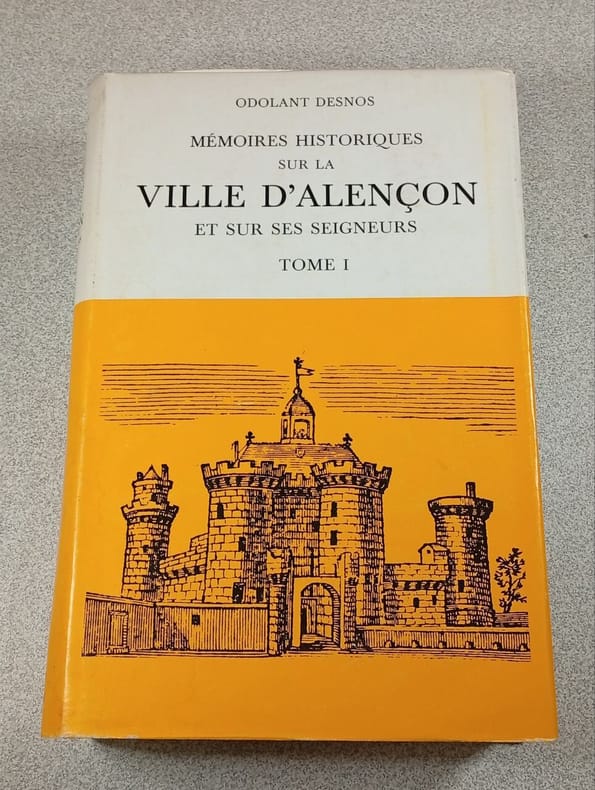 ODOLANT DESNOS
MÉMOIRES HISTORIQUES
SUR LA
VILLE D'ALENÇON
ET SUR SES SEIGNEURS
TOME I